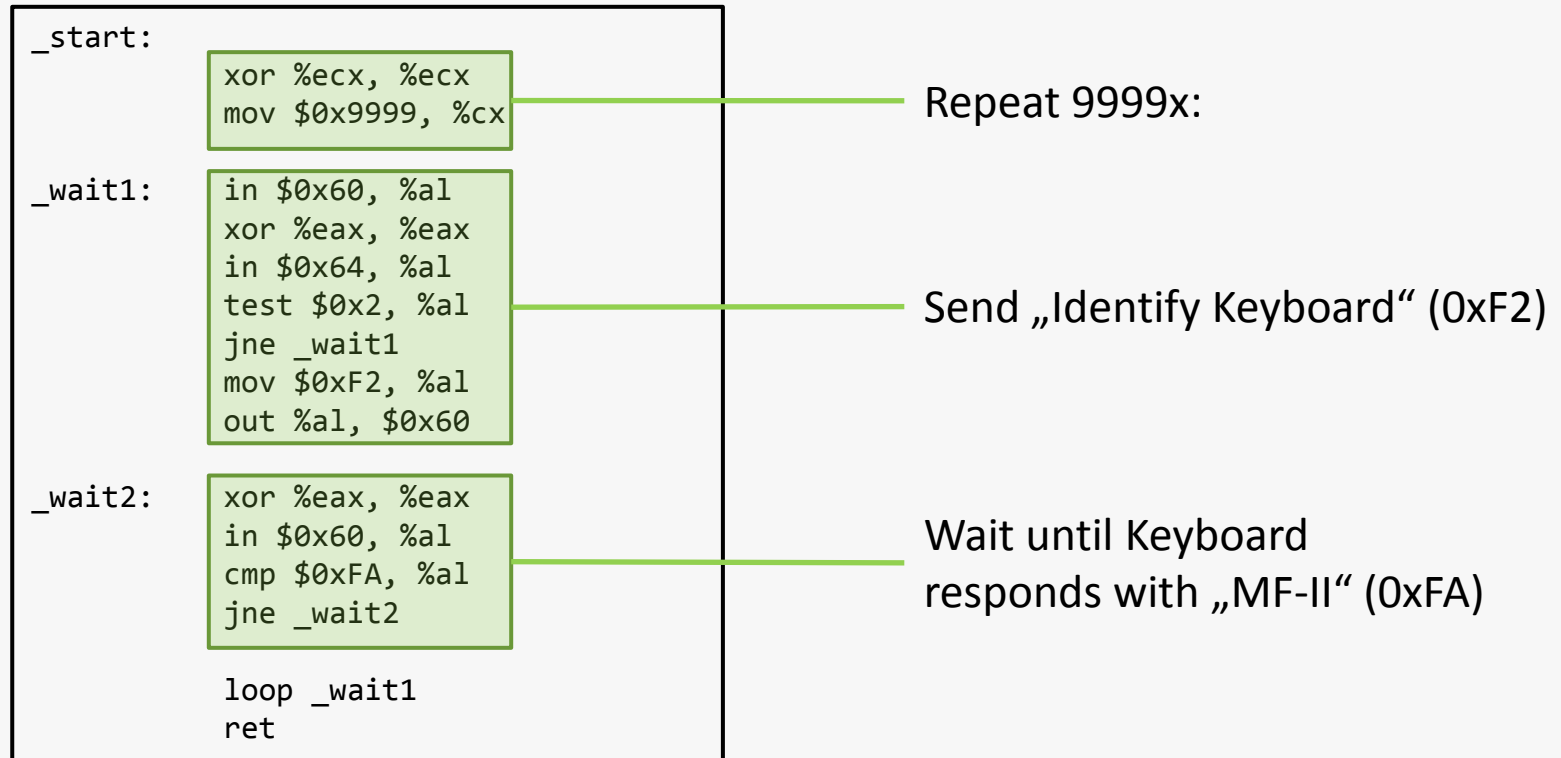 _start:
xor %ecx, %ecx
mov $0x9999, %cx
Repeat 9999x:
_wait1:
in $0x60, %al
xor %eax, %eax
in $0x64, %al
test $0x2, %al
jne _wait1
mov $0xF2, %al
out %al, $0x60
Send „Identify Keyboard“ (0xF2)
_wait2:
xor %eax, %eax
in $0x60, %al
cmp $0xFA, %al
jne _wait2
Wait until Keyboard
responds with „MF-II“ (0xFA)
loop _wait1
ret